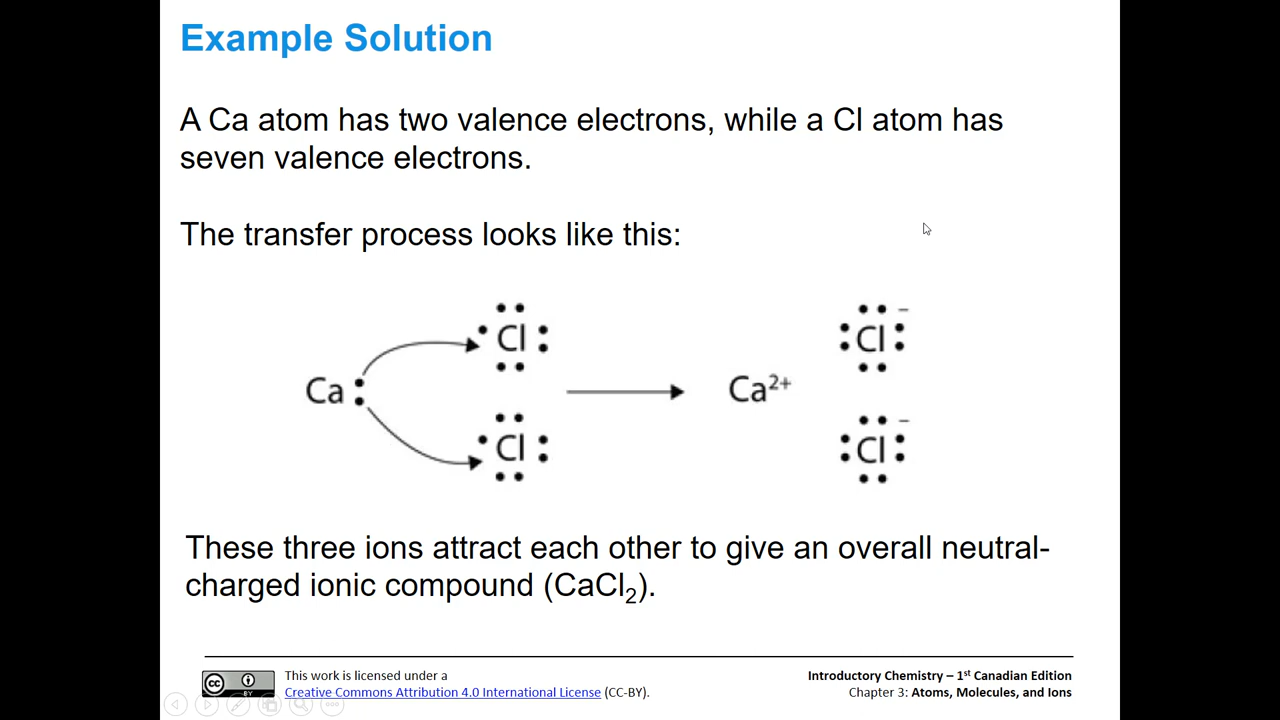 Example Solution
A Ca atom has two valence electrons, while a Cl atom has
seven valence electrons.
The transfer process looks like this:
Ca Cl Cl Ca²⁺ Cl⁻ Cl⁻
These three ions attract each other to give an overall neutral-
charged ionic compound (CaCl₂).
cc BY
This work is licensed under a
Creative Commons Attribution 4.0 International License (CC-BY).
Introductory Chemistry – 1st Canadian Edition
Chapter 3: Atoms, Molecules, and Ions